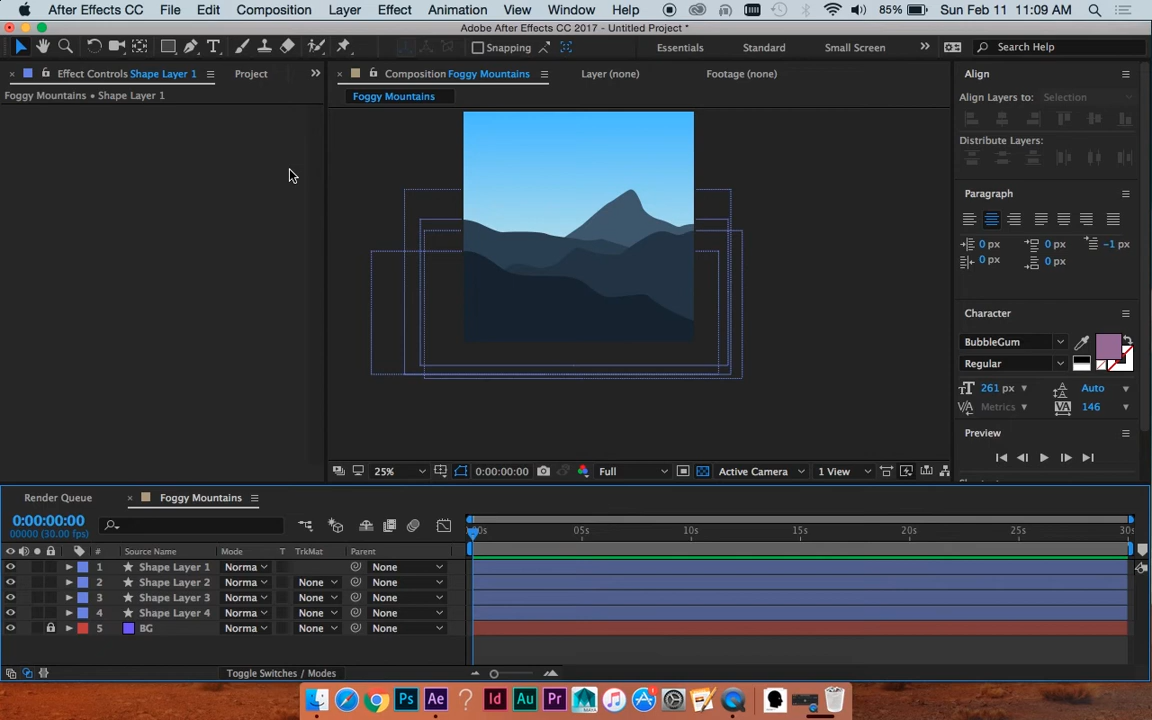 After Effects CC File Edit Composition Layer Effect Animation View Window Help 85% Sun Feb 11 11:09 AM
Adobe After Effects CC 2017 - Untitled Project *
Snapping Essentials Standard Small Screen Search Help
Effect Controls Shape Layer 1 Project Composition Foggy Mountains Layer (none) Footage (none) Align
Foggy Mountains • Shape Layer 1 Foggy Mountains Align Layers to: Selection
Distribute Layers:
Paragraph
0 px 0 px -1 px
0 px 0 px
Character
BubbleGum
Regular
261 px Auto
Metrics 146
Preview
25% 0:00:00:00 Full Active Camera 1 View
Render Queue Foggy Mountains
0:00:00:00
00000 (30.00 fps)
:00s 05s 10s 15s 20s 25s 30s
# Source Name Mode T TrkMat Parent
1 Shape Layer 1 Norma None
2 Shape Layer 2 Norma None None
3 Shape Layer 3 Norma None None
4 Shape Layer 4 Norma None None
5 BG Norma None None
Toggle Switches / Modes
Ps Ae Id Au Pr MAYA